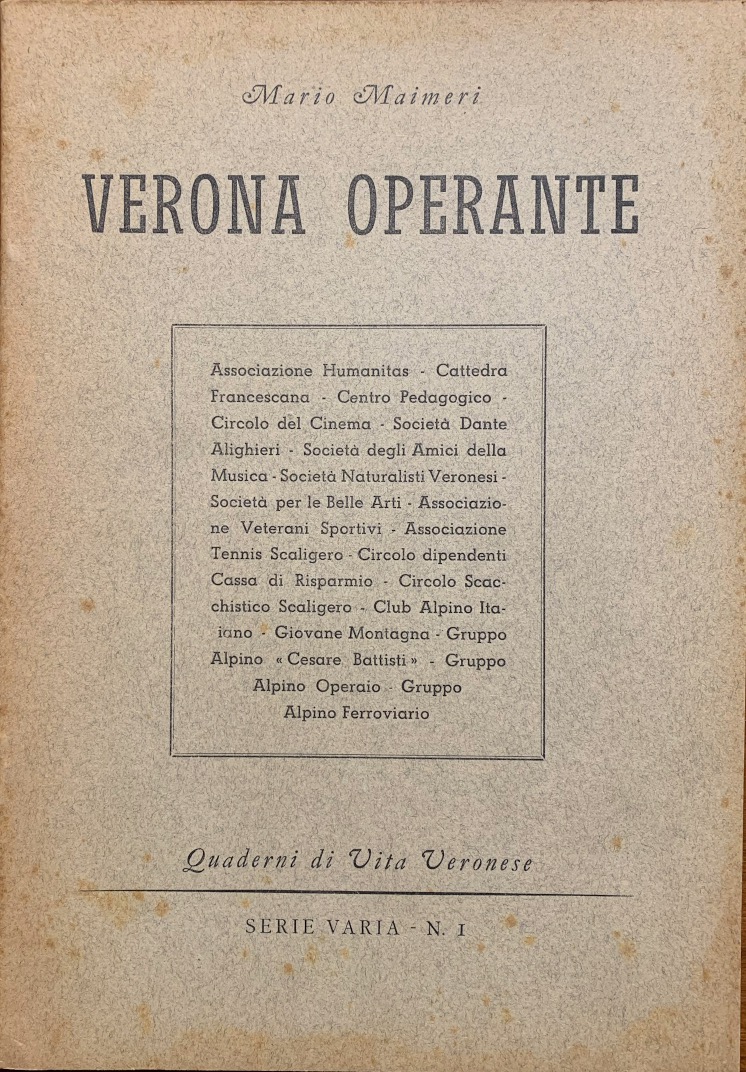 Mario Maimeri
VERONA OPERANTE
Associazione Humanitas - Cattedra
Francescana - Centro Pedagogico -
Circolo del Cinema - Società Dante
Alighieri - Società degli Amici della
Musica - Società Naturalisti Veronesi -
Società per le Belle Arti - Associazio-
ne Veterani Sportivi - Associazione
Tennis Scaligero - Circolo dipendenti
Cassa di Risparmio - Circolo Scac-
chistico Scaligero - Club Alpino Ita-
iano - Giovane Montagna - Gruppo
Alpino « Cesare Battisti » - Gruppo
Alpino Operaio - Gruppo
Alpino Ferroviario
Quaderni di Vita Veronese
SERIE VARIA - N. 1